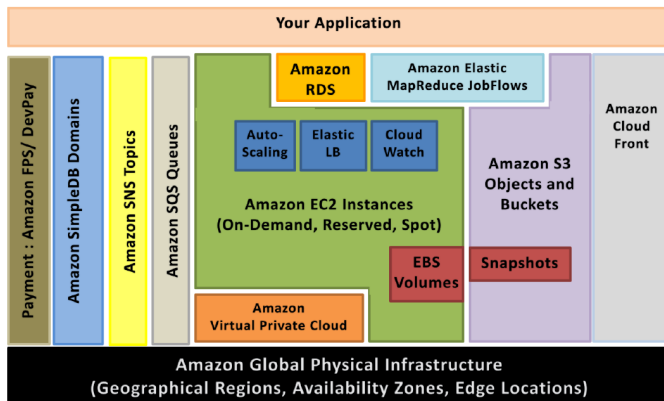 Your Application
Payment : Amazon FPS/ DevPay
Amazon SimpleDB Domains
Amazon SNS Topics
Amazon SQS Queues
Amazon
RDS
Amazon Elastic
MapReduce JobFlows
Auto-
Scaling
Elastic
LB
Cloud
Watch
Amazon EC2 Instances
(On-Demand, Reserved, Spot)
EBS
Volumes
Snapshots
Amazon S3
Objects and
Buckets
Amazon
Cloud
Front
Amazon
Virtual Private Cloud
Amazon Global Physical Infrastructure
(Geographical Regions, Availability Zones, Edge Locations)